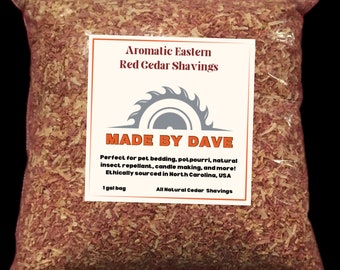 Aromatic Eastern
Red Cedar Shavings
MADE BY DAVE
Perfect for pet bedding, potpourri, natural
insect repellant, candle making, and more!
Ethically sourced in North Carolina, USA
1 gal bag All Natural Cedar Shavings